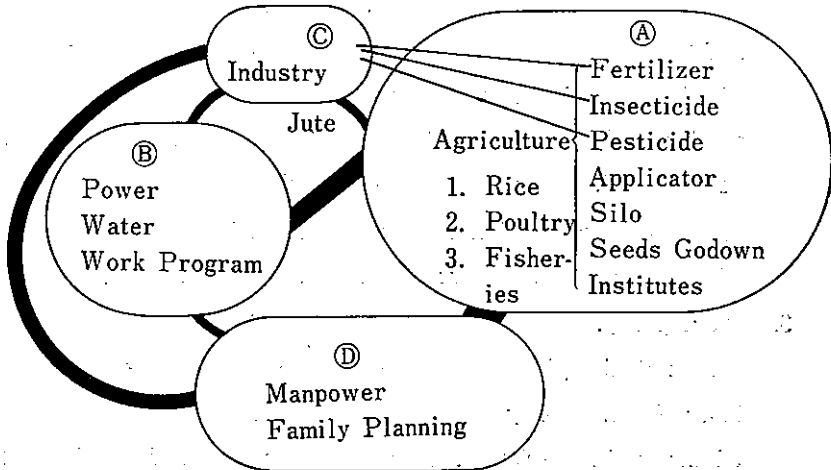 Ⓒ
Industry
Jute
Ⓐ
Fertilizer
Insecticide
Pesticide
Applicator
Silo
Seeds Godown
Institutes
Agriculture
1. Rice
2. Poultry
3. Fisher-
ies
Ⓑ
Power
Water
Work Program
Ⓓ
Manpower
Family Planning